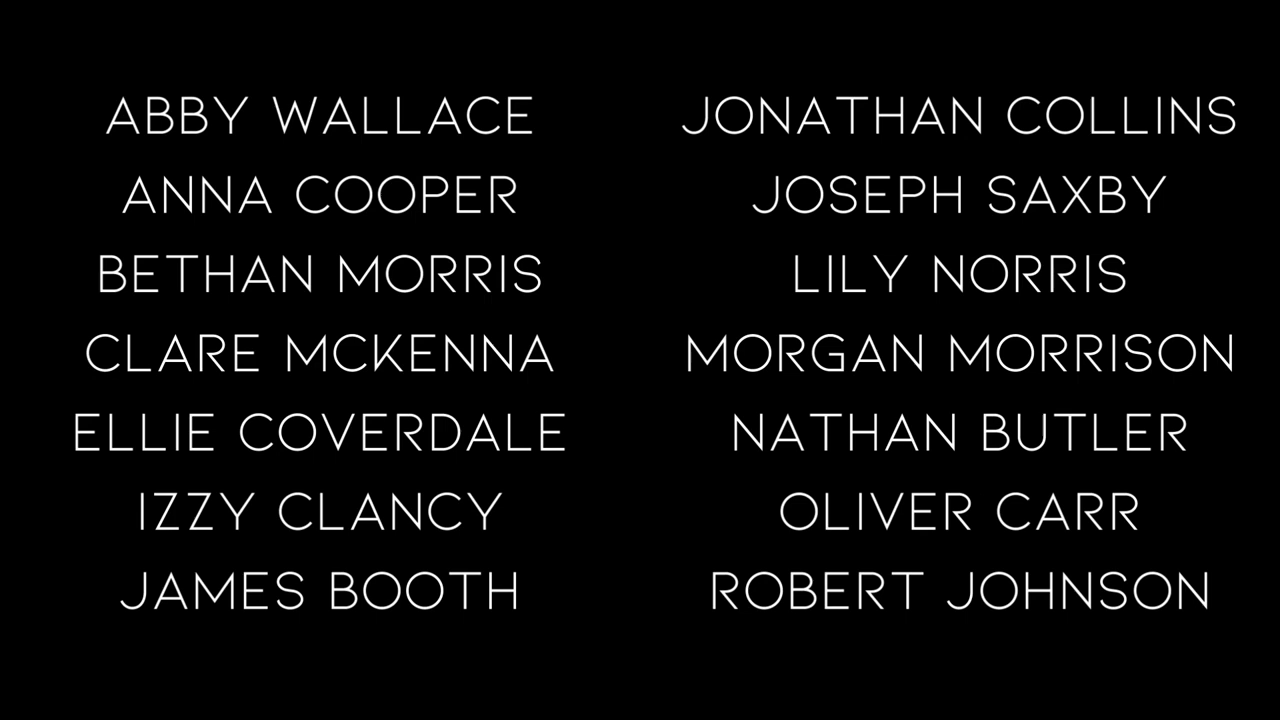 ABBY WALLACE
ANNA COOPER
BETHAN MORRIS
CLARE MCKENNA
ELLIE COVERDALE
IZZY CLANCY
JAMES BOOTH
JONATHAN COLLINS
JOSEPH SAXBY
LILY NORRIS
MORGAN MORRISON
NATHAN BUTLER
OLIVER CARR
ROBERT JOHNSON